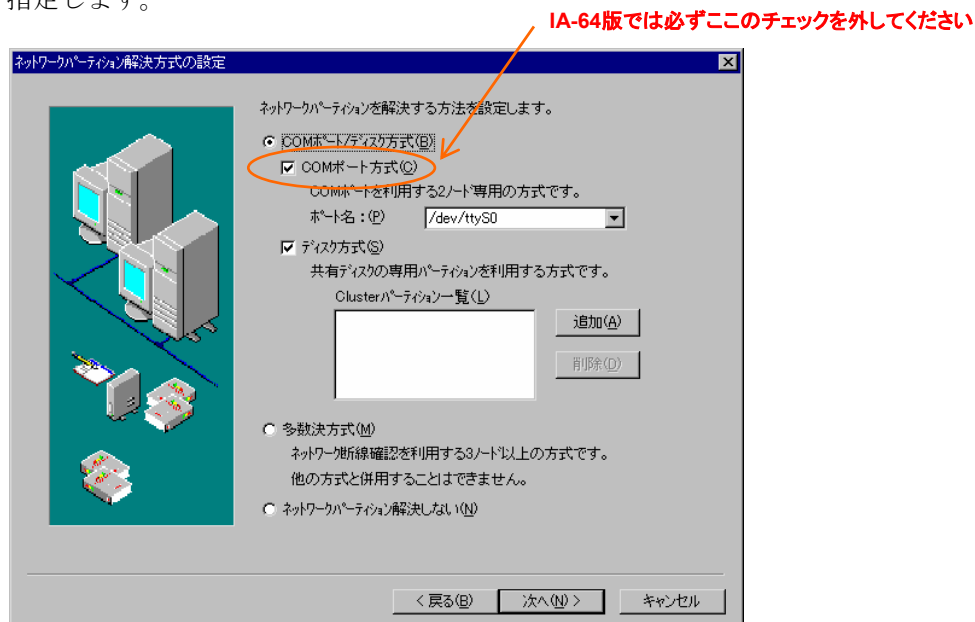 指定します。
IA-64版では必ずここのチェックを外してください
ネットワークパーティション解決方式の設定
ネットワークパーティションを解決する方法を設定します。
COMポート/ディスク方式(B)
COMポート方式(C)
COMポートを利用する2ノード専用の方式です。
ポート名：(P) /dev/ttyS0
ディスク方式(S)
共有ディスクの専用パーティションを利用する方式です。
Clusterパーティション一覧(L)
追加(A)
削除(D)
多数決方式(M)
ネットワーク断線確認を利用する3ノード以上の方式です。
他の方式と併用することはできません。
ネットワークパーティション解決しない(N)
< 戻る(B) 次へ(N) > キャンセル